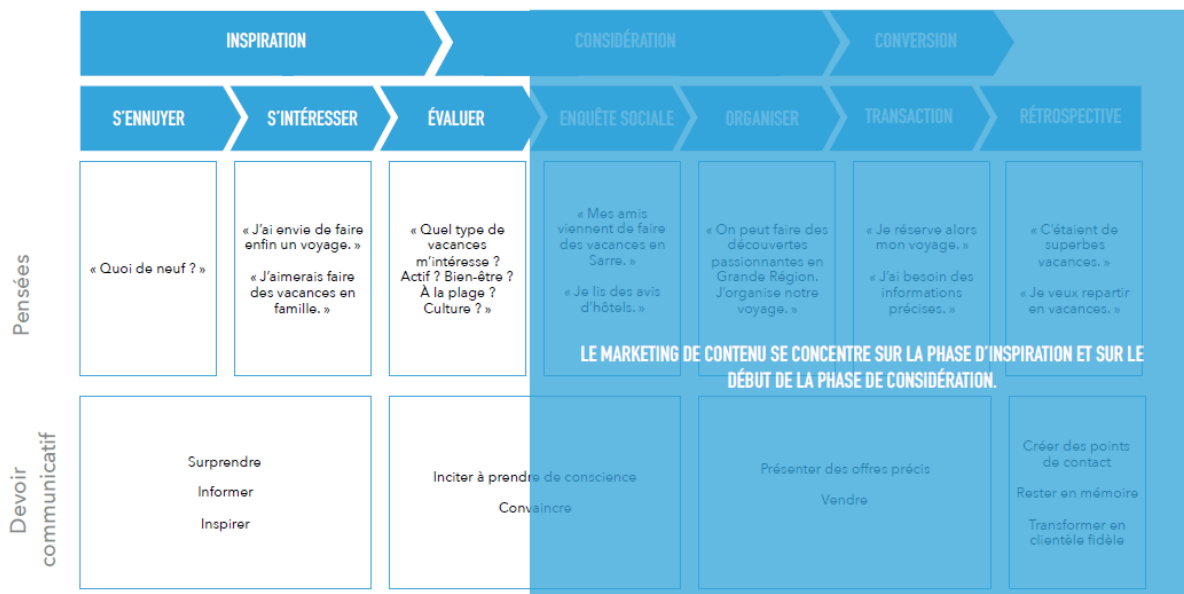 INSPIRATION
CONSIDÉRATION
CONVERSION
S'ENNUYER
S'INTÉRESSER
ÉVALUER
ENQUÊTE SOCIALE
ORGANISER
TRANSACTION
RÉTROSPECTIVE
Pensées
« Quoi de neuf ? »
« J'ai envie de faire
enfin un voyage. »
« J'aimerais faire
des vacances en
famille. »
« Quel type de
vacances
m'intéresse ?
Actif ? Bien-être ?
À la plage ?
Culture ? »
« Mes amis
viennent de faire
des vacances en
Sarre. »
« Je lis des avis
d'hôtels. »
« On peut faire des
découvertes
passionnantes en
Grande Région.
J'organise notre
voyage. »
« Je réserve alors
mon voyage. »
« J'ai besoin des
informations
précises. »
« C'étaient de
superbes
vacances. »
« Je veux repartir
en vacances. »
LE MARKETING DE CONTENU SE CONCENTRE SUR LA PHASE D'INSPIRATION ET SUR LE
DÉBUT DE LA PHASE DE CONSIDÉRATION.
Devoir
communicatif
Surprendre
Informer
Inspirer
Inciter à prendre de conscience
Convaincre
Présenter des offres précis
Vendre
Créer des points
de contact
Rester en mémoire
Transformer en
clientèle fidèle